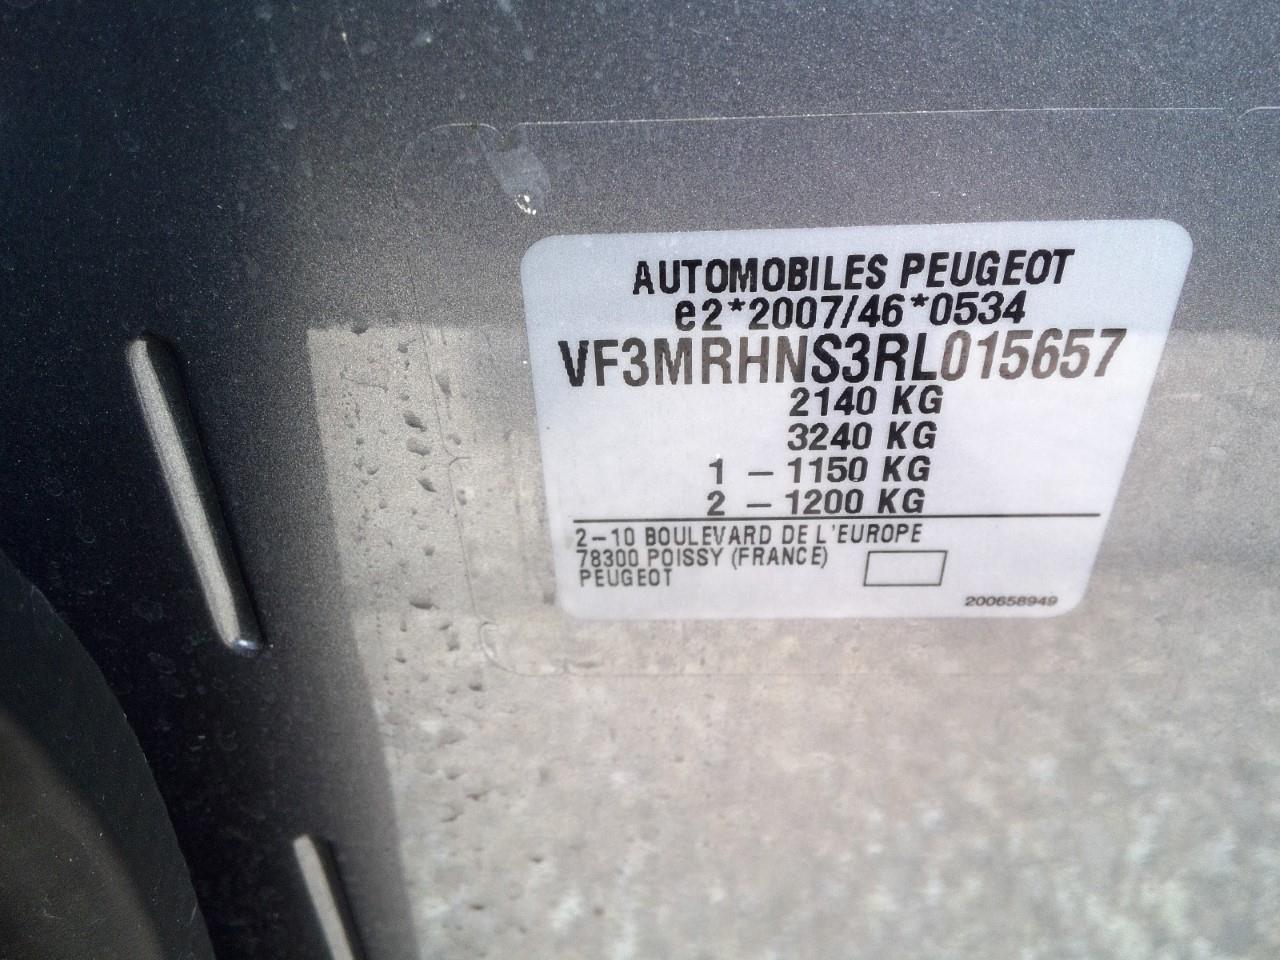 AUTOMOBILES PEUGEOT
e2*2007/46*0534
VF3MRHNS3RL015657
2140 KG
3240 KG
1 – 1150 KG
2 – 1200 KG
2–10 BOULEVARD DE L'EUROPE
78300 POISSY (FRANCE)
PEUGEOT
200658949